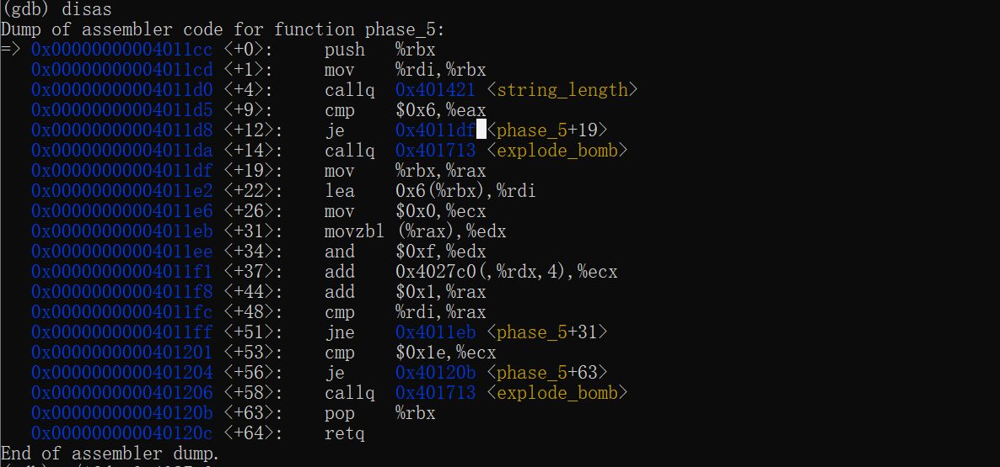 (gdb) disas
Dump of assembler code for function phase_5:
=> 0x00000000004011cc <+0>: push %rbx
0x00000000004011cd <+1>: mov %rdi,%rbx
0x00000000004011d0 <+4>: callq 0x401421 <string_length>
0x00000000004011d5 <+9>: cmp $0x6,%eax
0x00000000004011d8 <+12>: je 0x4011df <phase_5+19>
0x00000000004011da <+14>: callq 0x401713 <explode_bomb>
0x00000000004011df <+19>: mov %rbx,%rax
0x00000000004011e2 <+22>: lea 0x6(%rbx),%rdi
0x00000000004011e6 <+26>: mov $0x0,%ecx
0x00000000004011eb <+31>: movzbl (%rax),%edx
0x00000000004011ee <+34>: and $0xf,%edx
0x00000000004011f1 <+37>: add 0x4027c0(,%rdx,4),%ecx
0x00000000004011f8 <+44>: add $0x1,%rax
0x00000000004011fc <+48>: cmp %rdi,%rax
0x00000000004011ff <+51>: jne 0x4011eb <phase_5+31>
0x0000000000401201 <+53>: cmp $0x1e,%ecx
0x0000000000401204 <+56>: je 0x40120b <phase_5+63>
0x0000000000401206 <+58>: callq 0x401713 <explode_bomb>
0x000000000040120b <+63>: pop %rbx
0x000000000040120c <+64>: retq
End of assembler dump.